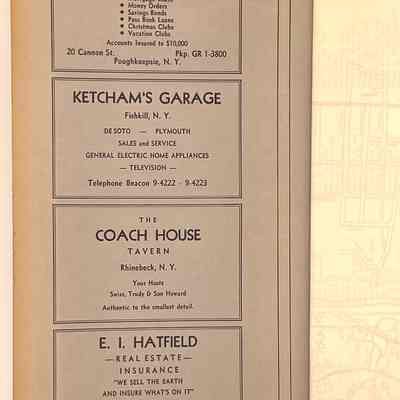 ◆ Money Orders
◆ Savings Bonds
◆ Pass Book Loans
◆ Christmas Clubs
◆ Vacation Clubs
Accounts Insured to $10,000
20 Cannon St. Pkp. GR 1-3800
Poughkeepsie, N. Y.
KETCHAM'S GARAGE
Fishkill, N. Y.
DE SOTO — PLYMOUTH
SALES and SERVICE
GENERAL ELECTRIC HOME APPLIANCES
— TELEVISION —
Telephone Beacon 9-4222 - 9-4223
THE
COACH HOUSE
TAVERN
Rhinebeck, N. Y.
Your Hosts
Swiss, Trudy & Son Howard
Authentic to the smallest detail.
E. I. HATFIELD
—REAL ESTATE—
INSURANCE
"WE SELL THE EARTH
AND INSURE WHAT'S ON IT"